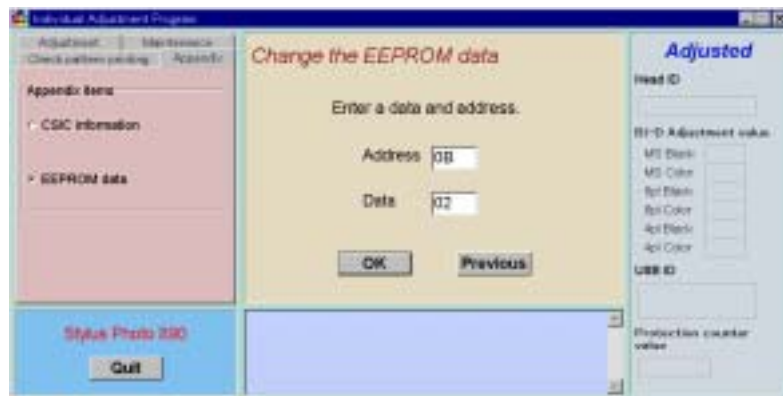 Individual Adjustment Program
Adjustment
Maintenance
Check pattern printing
Appendix
Appendix items
CSIC information
EEPROM data
Stylus Photo 890
Quit
Change the EEPROM data
Enter a data and address.
Address 0B
Data 02
OK
Previous
Adjusted
Head ID
BI-D Adjustment value
MS Black
MS Color
8pl Black
8pl Color
4pl Black
4pl Color
USB ID
Protection counter
value